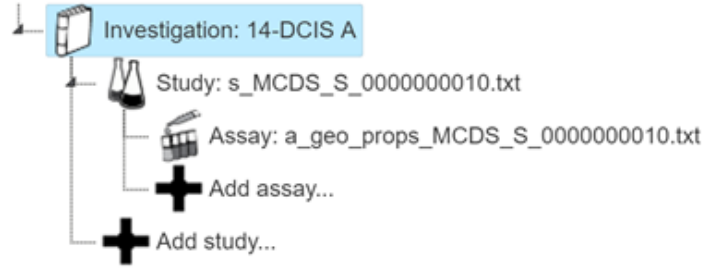 Investigation: 14-DCIS A
Study: s_MCDS_S_0000000010.txt
Assay: a_geo_props_MCDS_S_0000000010.txt
Add assay...
Add study...